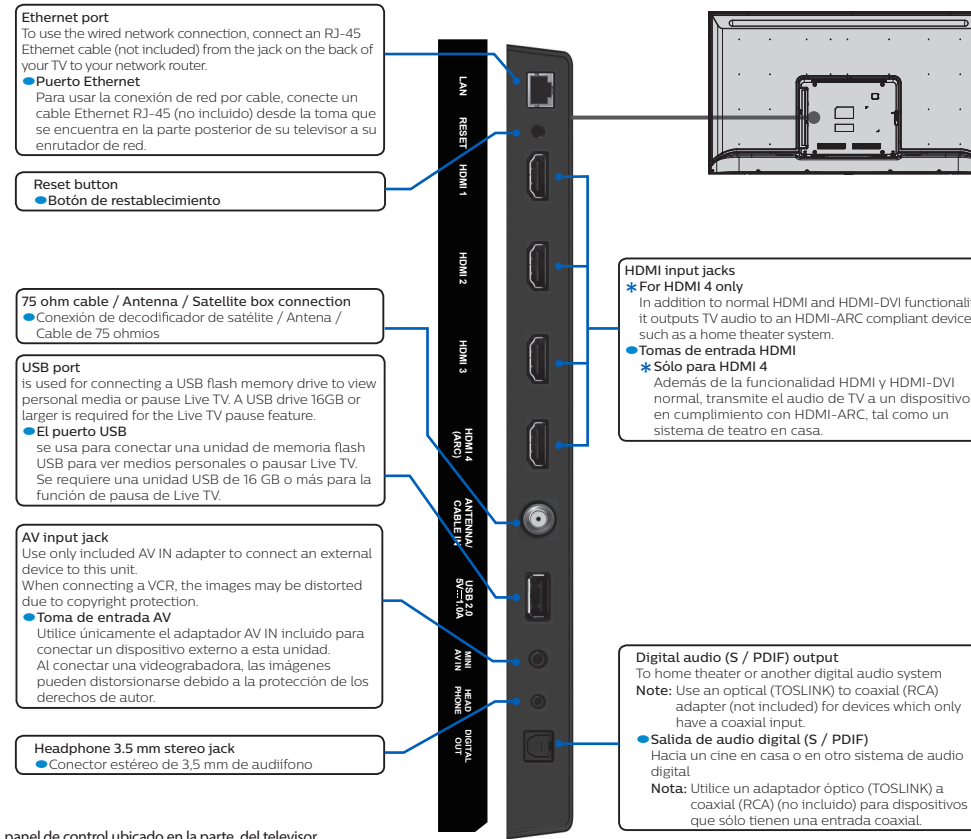 Ethernet port
To use the wired network connection, connect an RJ-45
Ethernet cable (not included) from the jack on the back of
your TV to your network router.
Puerto Ethernet
Para usar la conexión de red por cable, conecte un
cable Ethernet RJ-45 (no incluido) desde la toma que
se encuentra en la parte posterior de su televisor a su
enrutador de red.
Reset button
Botón de restablecimiento
75 ohm cable / Antenna / Satellite box connection
Conexión de decodificador de satélite / Antena /
Cable de 75 ohmios
USB port
is used for connecting a USB flash memory drive to view
personal media or pause Live TV. A USB drive 16GB or
larger is required for the Live TV pause feature.
El puerto USB
se usa para conectar una unidad de memoria flash
USB para ver medios personales o pausar Live TV.
Se requiere una unidad USB de 16 GB o más para la
función de pausa de Live TV.
AV input jack
Use only included AV IN adapter to connect an external
device to this unit.
When connecting a VCR, the images may be distorted
due to copyright protection.
Toma de entrada AV
Utilice únicamente el adaptador AV IN incluido para
conectar un dispositivo externo a esta unidad.
Al conectar una videograbadora, las imágenes
pueden distorsionarse debido a la protección de los
derechos de autor.
Headphone 3.5 mm stereo jack
Conector estéreo de 3,5 mm de audiífono
LAN
RESET
HDMI 1
HDMI 2
HDMI 3
HDMI 4
(ARC)
ANTENNA/
CABLE IN
USB 2.0
5V⎓1.0A
MINI
AV IN
HEAD
PHONE
DIGITAL
OUT
HDMI input jacks
* For HDMI 4 only
In addition to normal HDMI and HDMI-DVI
it outputs TV audio to an HDMI-ARC compliant device
such as a home theater system.
Tomas de entrada HDMI
* Sólo para HDMI 4
Además de la funcionalidad HDMI y HDMI-DVI
normal, transmite el audio de TV a un dispositivo
en cumplimiento con HDMI-ARC, tal como un
sistema de teatro en casa.
Digital audio (S / PDIF) output
To home theater or another digital audio system
Note: Use an optical (TOSLINK) to coaxial (RCA)
adapter (not included) for devices which only
have a coaxial input.
Salida de audio digital (S / PDIF)
Hacia un cine en casa o en otro sistema de audio
digital
Nota: Utilice un adaptador óptico (TOSLINK) a
coaxial (RCA) (no incluido) para dispositivos
que sólo tienen una entrada coaxial.
panel de control ubicado en la parte del televisor